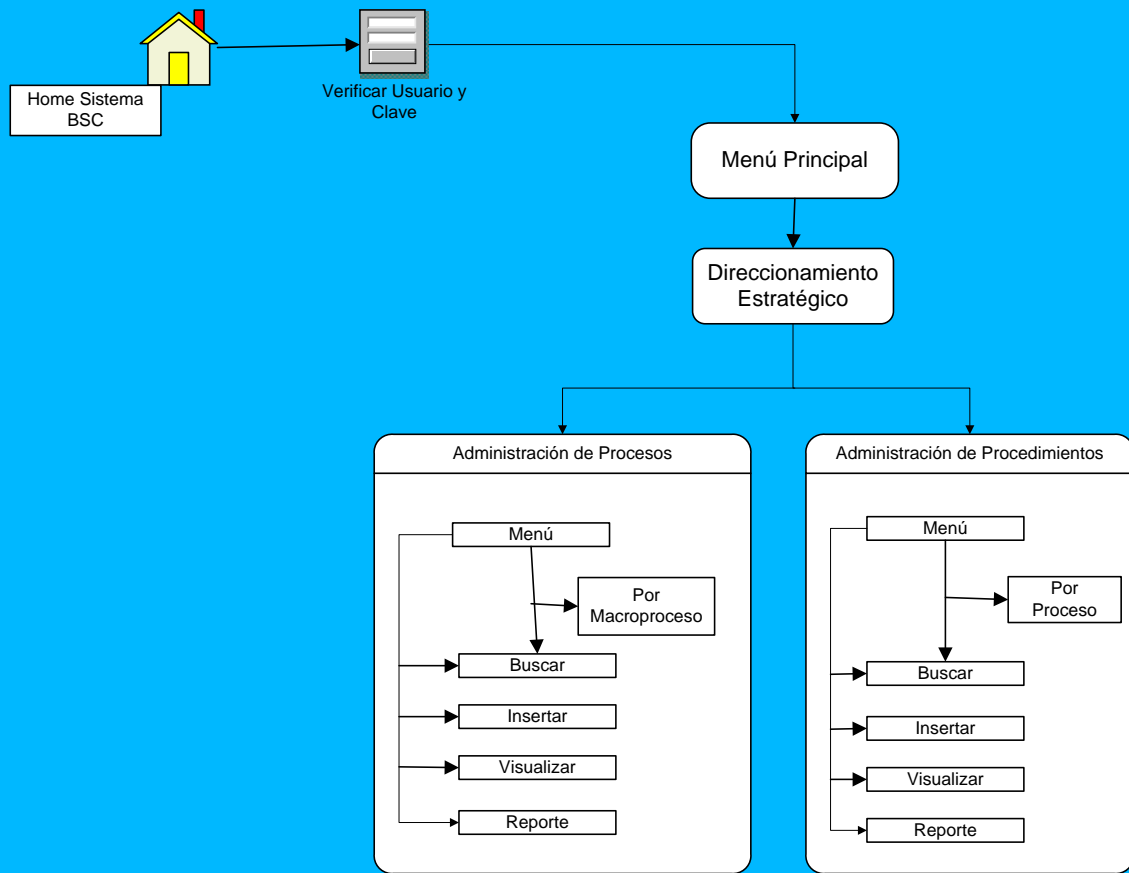 Home Sistema
BSC
Verificar Usuario y
Clave
Menú Principal
Direccionamiento
Estratégico
Administración de Procesos
Menú
Por
Macroproceso
Buscar
Insertar
Visualizar
Reporte
Administración de Procedimientos
Menú
Por
Proceso
Buscar
Insertar
Visualizar
Reporte